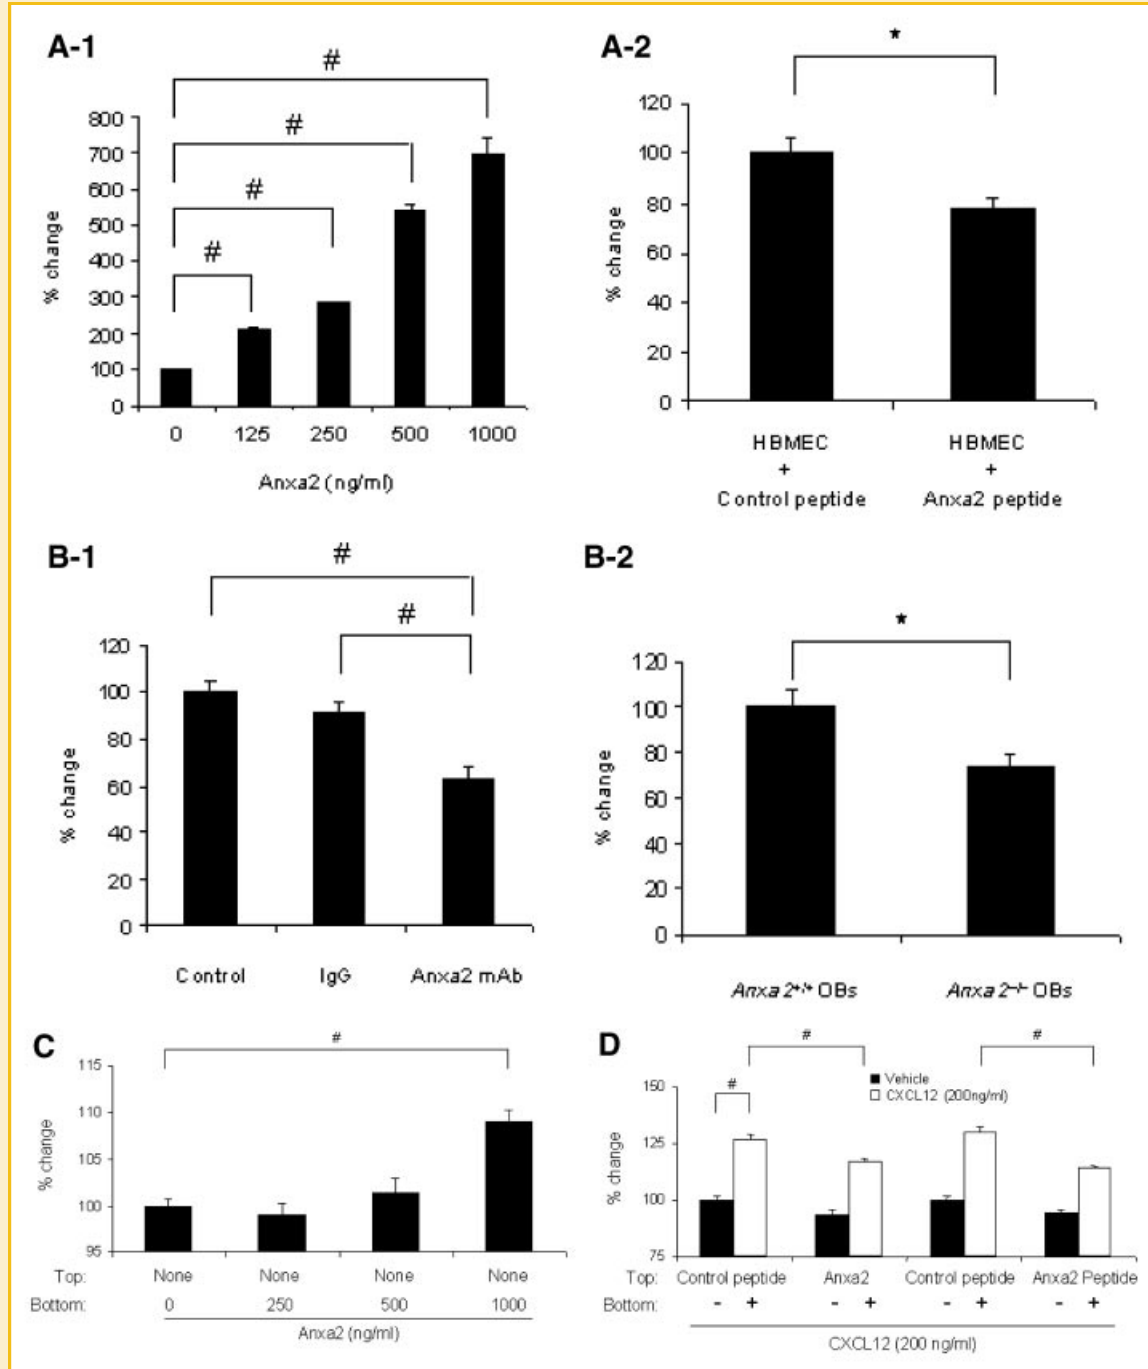 A-1
#
#
#
#
% change
800
700
600
500
400
300
200
100
0
0 125 250 500 1000
Anxa2 (ng/ml)
A-2
*
% change
120
100
80
60
40
20
0
HBMEC HBMEC
+ +
Control peptide Anxa2 peptide
B-1
#
#
% change
120
100
80
60
40
20
0
Control IgG Anxa2 mAb
B-2
*
% change
120
100
80
60
40
20
0
Anxa2+/+ OBs Anxa2–/– OBs
C
#
% change
115
110
105
100
95
Top: None None None None
Bottom: 0 250 500 1000
Anxa2 (ng/ml)
D
# #
#
Vehicle
CXCL12 (200ng/ml)
% change
150
125
100
75
Top: Control peptide Anxa2 Control peptide Anxa2 Peptide
Bottom: - + - + - + - +
CXCL12 (200 ng/ml)